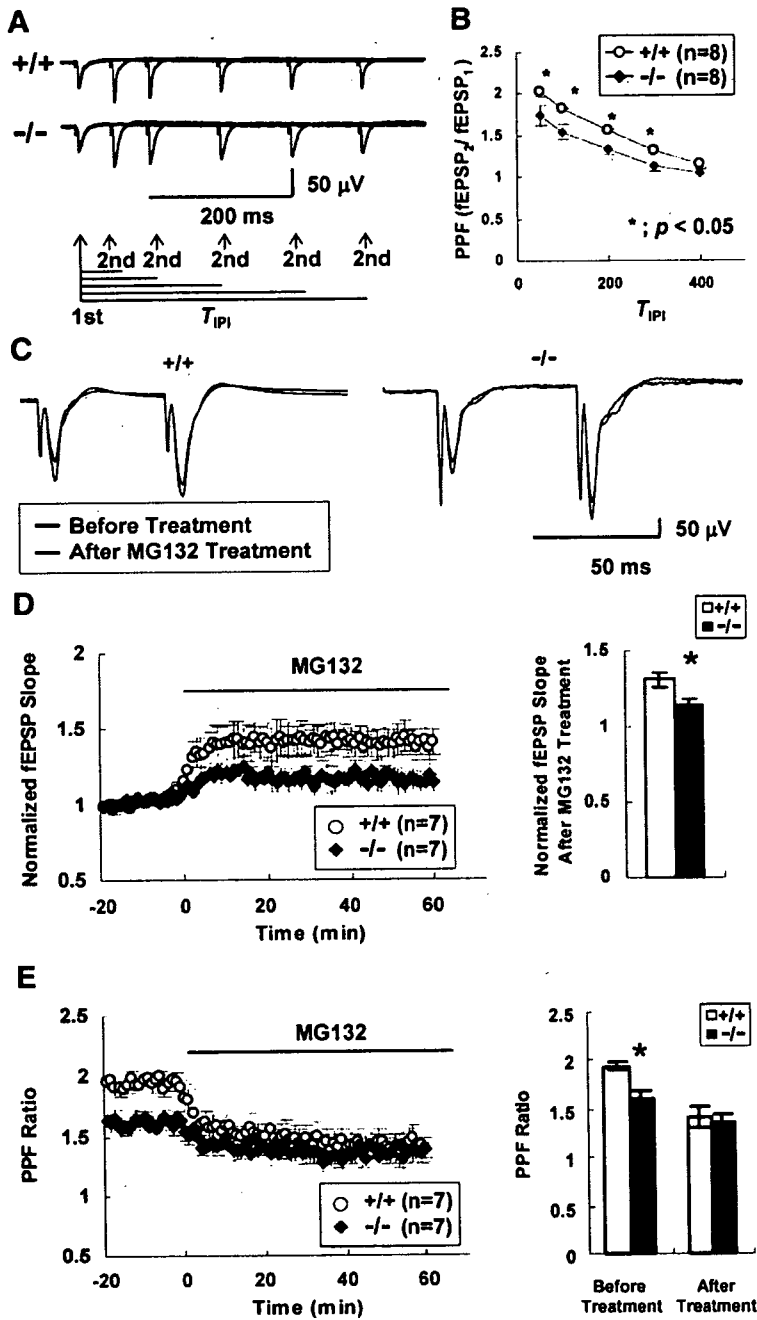 A
+/+
-/-
50 µV
200 ms
2nd 2nd 2nd 2nd 2nd
1st
T_IPI
B
+/+ (n=8)
-/- (n=8)
PPF (fEPSP2/ fEPSP1)
2.5
2
1.5
1
0.5
0
* * * *
* ; p < 0.05
0 200 400
T_IPI
C
+/+
-/-
Before Treatment
After MG132 Treatment
50 µV
50 ms
D
Normalized fEPSP Slope
2
1.5
1
0.5
MG132
+/+ (n=7)
-/- (n=7)
-20 0 20 40 60
Time (min)
+/+
-/-
Normalized fEPSP Slope
After MG132 Treatment
1.5
1
0.5
0
*
E
PPF Ratio
2.5
2
1.5
1
0.5
MG132
+/+ (n=7)
-/- (n=7)
-20 0 20 40 60
Time (min)
+/+
-/-
PPF Ratio
2.5
2
1.5
1
0.5
0
*
Before
Treatment
After
Treatment